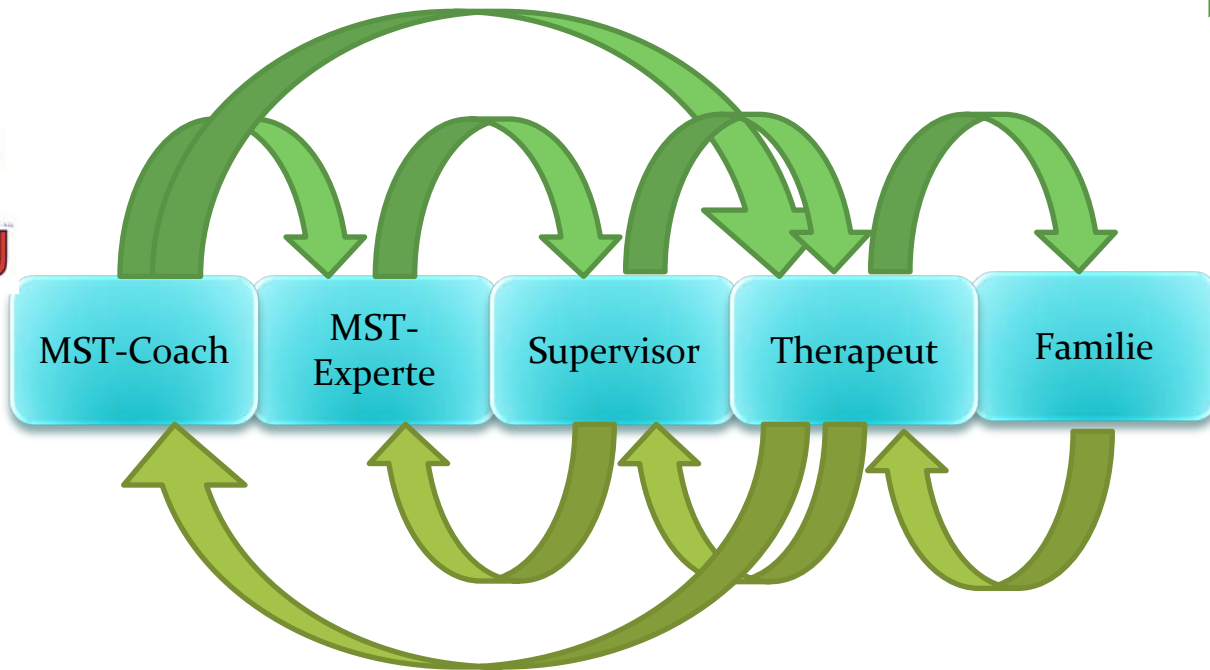 MST-Coach
MST-
Experte
Supervisor
Therapeut
Familie